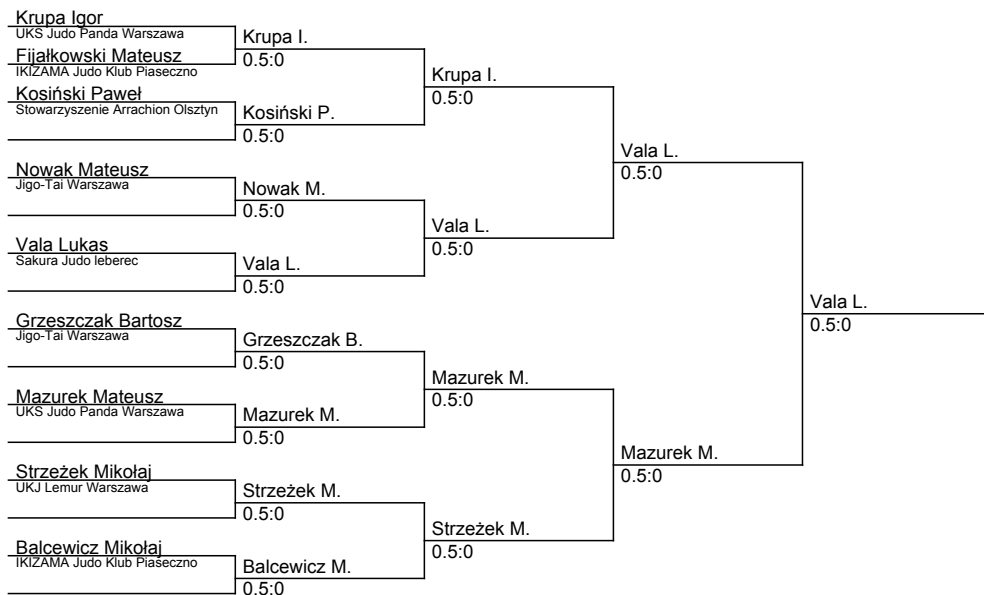 Krupa Igor
UKS Judo Panda Warszawa
Fijałkowski Mateusz
IKIZAMA Judo Klub Piaseczno
Kosiński Paweł
Stowarzyszenie Arrachion Olsztyn
Nowak Mateusz
Jigo-Tai Warszawa
Vala Lukas
Sakura Judo leberec
Grzeszczak Bartosz
Jigo-Tai Warszawa
Mazurek Mateusz
UKS Judo Panda Warszawa
Strzeżek Mikołaj
UKJ Lemur Warszawa
Balcewicz Mikołaj
IKIZAMA Judo Klub Piaseczno
Krupa I.
0.5:0
Kosiński P.
0.5:0
Nowak M.
0.5:0
Vala L.
0.5:0
Grzeszczak B.
0.5:0
Mazurek M.
0.5:0
Strzeżek M.
0.5:0
Balcewicz M.
0.5:0
Krupa I.
0.5:0
Vala L.
0.5:0
Mazurek M.
0.5:0
Strzeżek M.
0.5:0
Vala L.
0.5:0
Mazurek M.
0.5:0
Vala L.
0.5:0